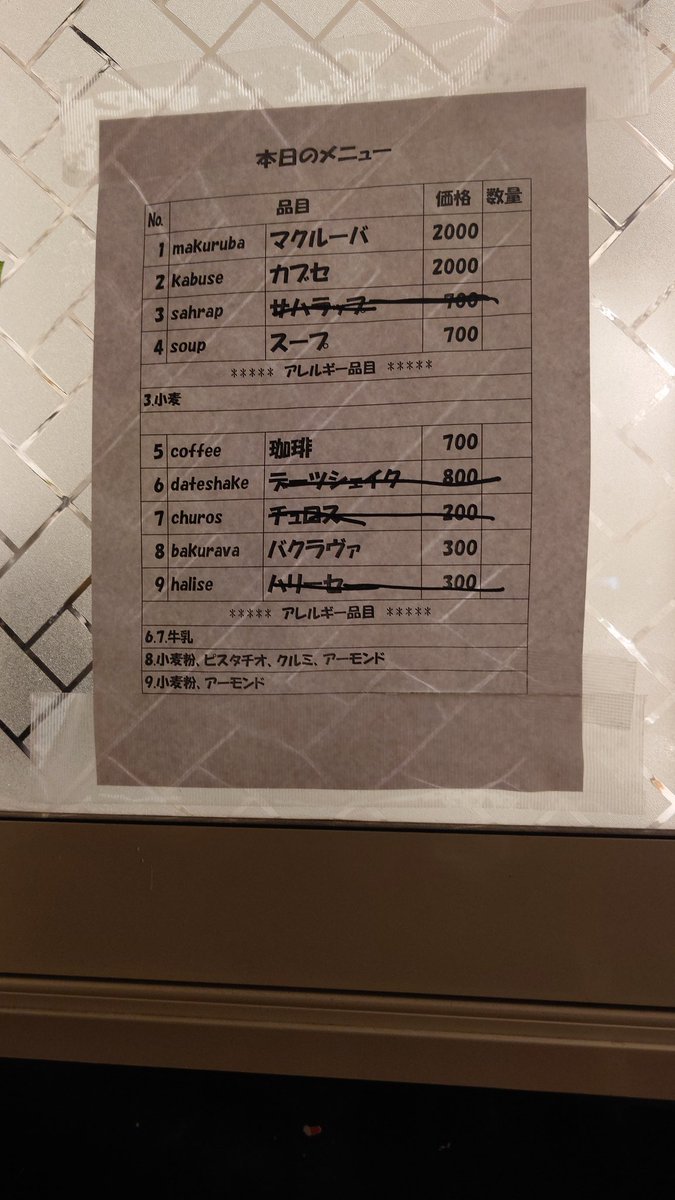 本日のメニュー
No. 品目 価格 数量
1 makuruba マクルーバ 2000
2 kabuse カブセ 2000
3 sahrap サハラップ 700
4 soup スープ 700
***** アレルギー品目 *****
3.小麦
5 coffee 珈琲 700
6 dateshake デーツシェイク 800
7 churos チュロス 200
8 bakurava バクラヴァ 300
9 halise ハリーセ 300
***** アレルギー品目 *****
6.7.牛乳
8.小麦粉、ピスタチオ、クルミ、アーモンド
9.小麦粉、アーモンド